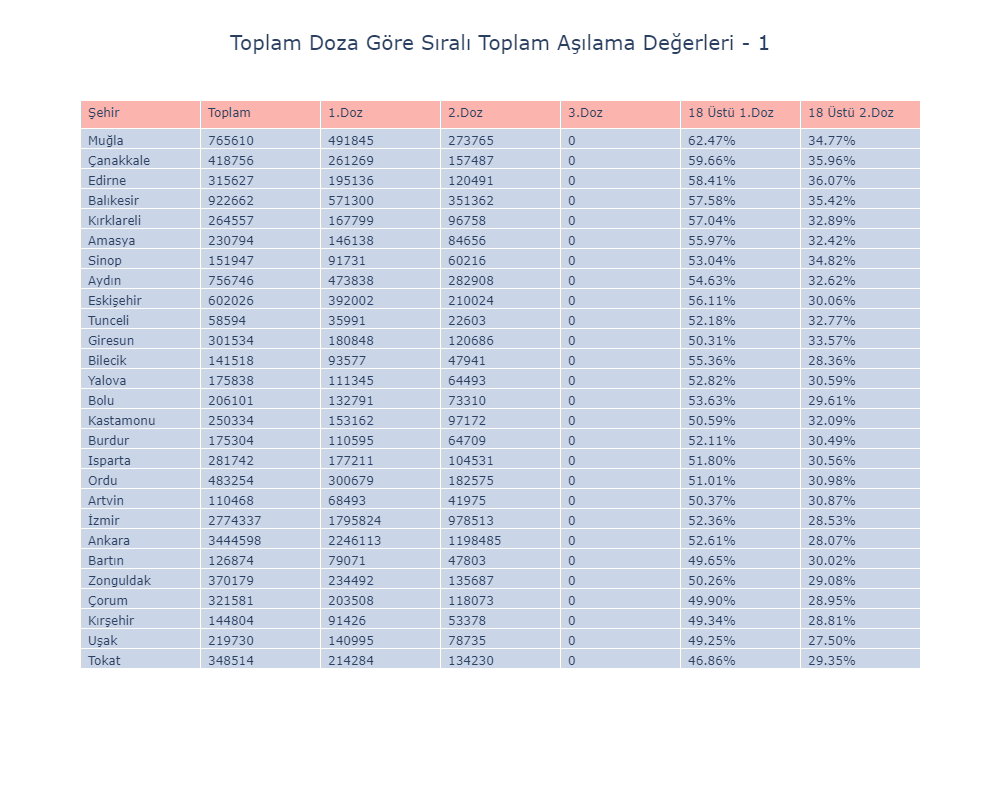 Toplam Doza Göre Sıralı Toplam Aşılama Değerleri - 1
Şehir Toplam 1.Doz 2.Doz 3.Doz 18 Üstü 1.Doz 18 Üstü 2.Doz
Muğla 765610 491845 273765 0 62.47% 34.77%
Çanakkale 418756 261269 157487 0 59.66% 35.96%
Edirne 315627 195136 120491 0 58.41% 36.07%
Balıkesir 922662 571300 351362 0 57.58% 35.42%
Kırklareli 264557 167799 96758 0 57.04% 32.89%
Amasya 230794 146138 84656 0 55.97% 32.42%
Sinop 151947 91731 60216 0 53.04% 34.82%
Aydın 756746 473838 282908 0 54.63% 32.62%
Eskişehir 602026 392002 210024 0 56.11% 30.06%
Tunceli 58594 35991 22603 0 52.18% 32.77%
Giresun 301534 180848 120686 0 50.31% 33.57%
Bilecik 141518 93577 47941 0 55.36% 28.36%
Yalova 175838 111345 64493 0 52.82% 30.59%
Bolu 206101 132791 73310 0 53.63% 29.61%
Kastamonu 250334 153162 97172 0 50.59% 32.09%
Burdur 175304 110595 64709 0 52.11% 30.49%
Isparta 281742 177211 104531 0 51.80% 30.56%
Ordu 483254 300679 182575 0 51.01% 30.98%
Artvin 110468 68493 41975 0 50.37% 30.87%
İzmir 2774337 1795824 978513 0 52.36% 28.53%
Ankara 3444598 2246113 1198485 0 52.61% 28.07%
Bartın 126874 79071 47803 0 49.65% 30.02%
Zonguldak 370179 234492 135687 0 50.26% 29.08%
Çorum 321581 203508 118073 0 49.90% 28.95%
Kırşehir 144804 91426 53378 0 49.34% 28.81%
Uşak 219730 140995 78735 0 49.25% 27.50%
Tokat 348514 214284 134230 0 46.86% 29.35%